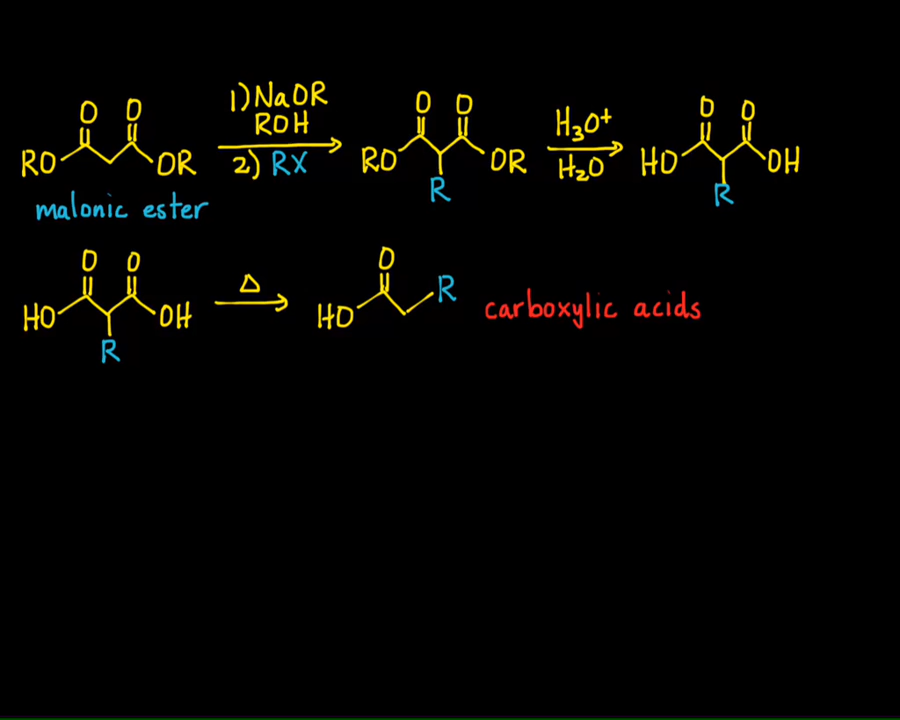 O O 1) NaOR O O H₃O⁺ O O
ROH
RO OR 2) RX RO OR H₂O HO OH
R R
malonic ester
O O Δ O
HO OH HO R carboxylic acids
R